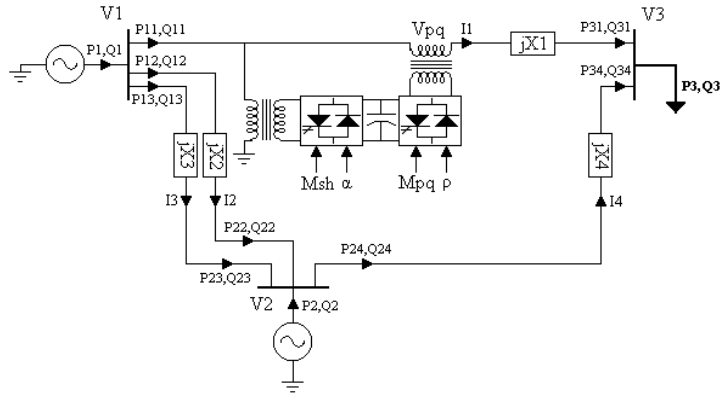 V1
V3
Vpq
I1
P11,Q11
P31,Q31
P1,Q1
P12,Q12
jX1
P13,Q13
P34,Q34
P3,Q3
jX3
jX2
jX4
Msh α
Mpq ρ
I3
I2
I4
P22,Q22
P23,Q23
P24,Q24
V2
P2,Q2